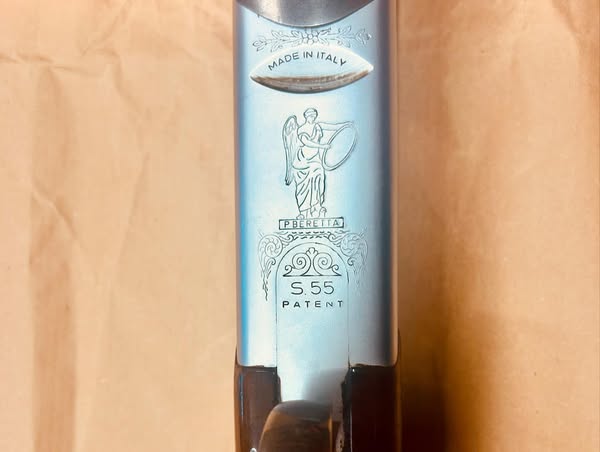 MADE IN ITALY
P.BERETTA
S. 55
PATENT